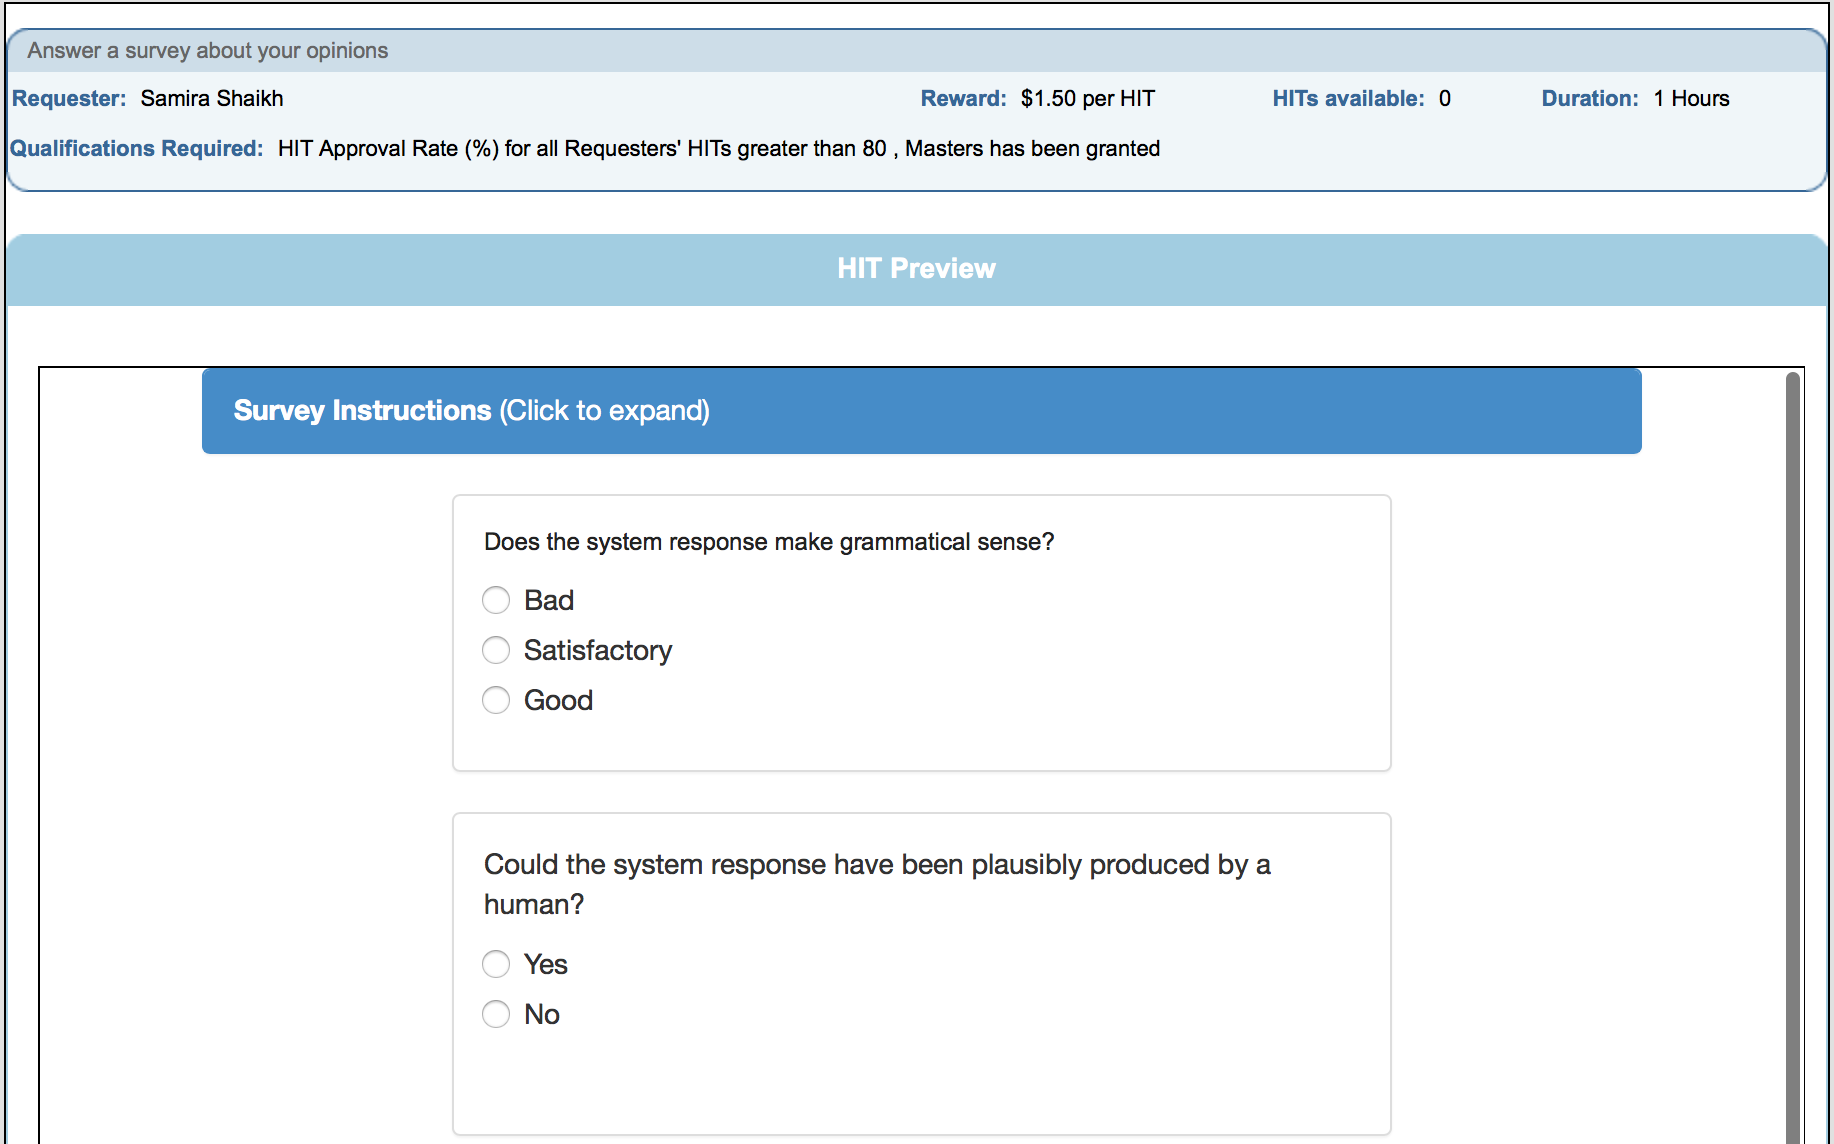 Answer a survey about your opinions
Requester: Samira Shaikh Reward: $1.50 per HIT HITs available: 0 Duration: 1 Hours
Qualifications Required: HIT Approval Rate (%) for all Requesters' HITs greater than 80 , Masters has been granted
HIT Preview
Survey Instructions (Click to expand)
Does the system response make grammatical sense?
Bad
Satisfactory
Good
Could the system response have been plausibly produced by a
human?
Yes
No